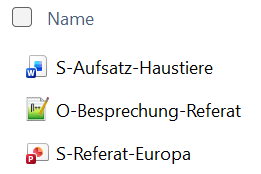 Name
S-Aufsatz-Haustiere
O-Besprechung-Referat
S-Referat-Europa